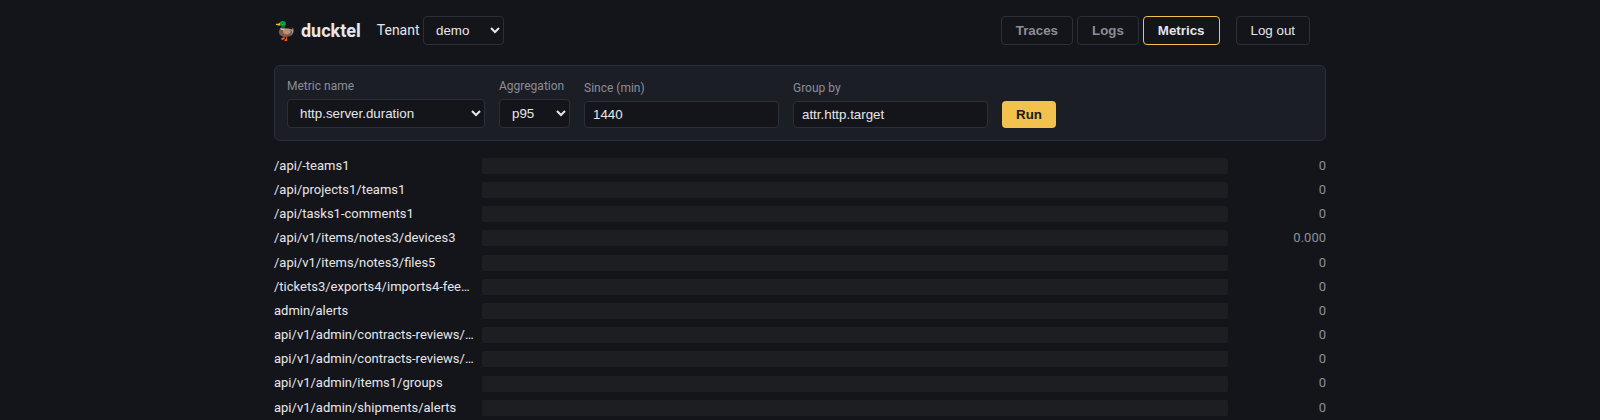 ducktel Tenant demo Traces Logs Metrics Log out
Metric name Aggregation Since (min) Group by
http.server.duration p95 1440 attr.http.target Run
/api/-teams1 0
/api/projects1/teams1 0
/api/tasks1-comments1 0
/api/v1/items/notes3/devices3 0.000
/api/v1/items/notes3/files5 0
/tickets3/exports4/imports4-fee... 0
admin/alerts 0
api/v1/admin/contracts-reviews/... 0
api/v1/admin/contracts-reviews/... 0
api/v1/admin/items1/groups 0
api/v1/admin/shipments/alerts 0